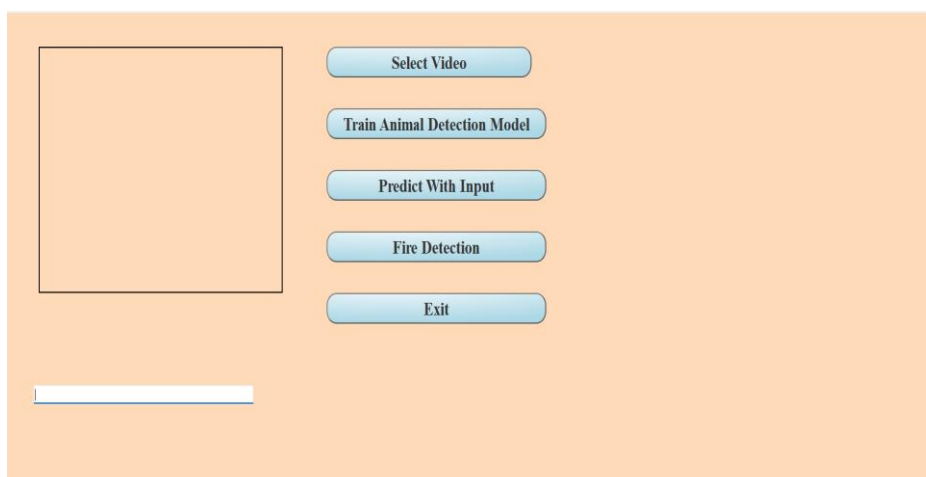 Select Video
Train Animal Detection Model
Predict With Input
Fire Detection
Exit